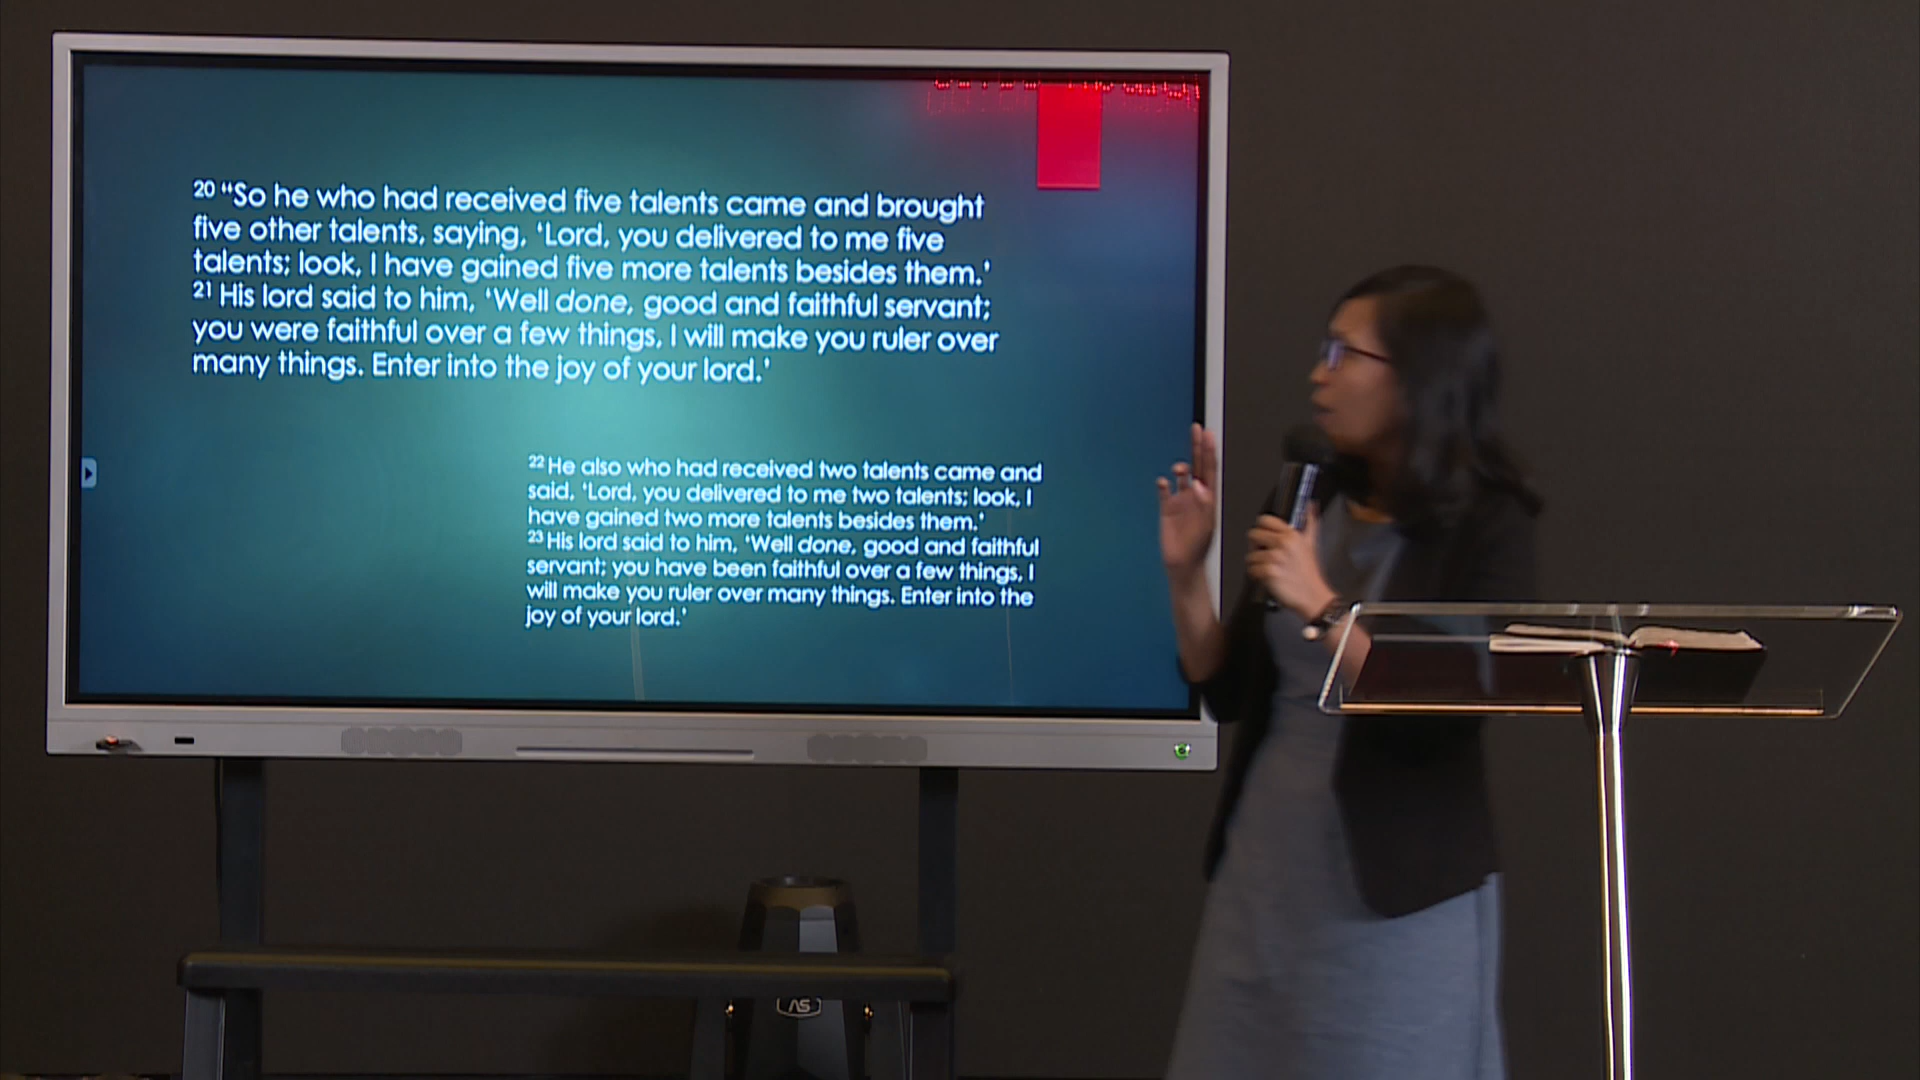 20 “So he who had received five talents came and brought
five other talents, saying, ‘Lord, you delivered to me five
talents; look, I have gained five more talents besides them.’
21 His lord said to him, ‘Well done, good and faithful servant;
you were faithful over a few things, I will make you ruler over
many things. Enter into the joy of your lord.’
22 He also who had received two talents came and
said, ‘Lord, you delivered to me two talents; look, I
have gained two more talents besides them.’
23 His lord said to him, ‘Well done, good and faithful
servant; you have been faithful over a few things, I
will make you ruler over many things. Enter into the
joy of your lord.’
AS